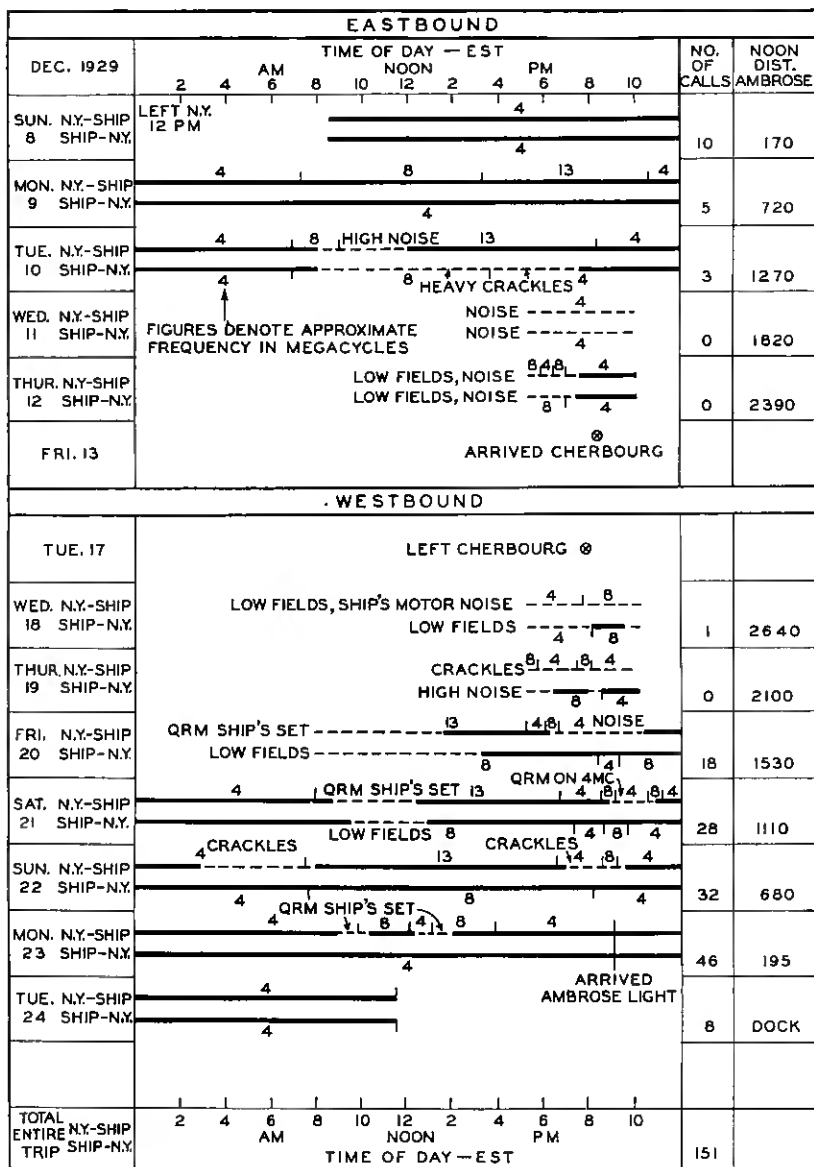 EASTBOUND
DEC. 1929
TIME OF DAY — EST
AM NOON PM
2 4 6 8 10 12 2 4 6 8 10
NO. OF CALLS
NOON DIST. AMBROSE
SUN. N.Y.-SHIP
8 SHIP-N.Y.
LEFT N.Y.
12 PM
4
4
10 170
MON. N.Y.-SHIP
9 SHIP-N.Y.
4 8 13 4
4
5 720
TUE. N.Y.-SHIP
10 SHIP-N.Y.
4 8 HIGH NOISE 13 4
4 8 HEAVY CRACKLES 4
3 1270
WED. N.Y.-SHIP
11 SHIP-N.Y.
FIGURES DENOTE APPROXIMATE
FREQUENCY IN MEGACYCLES
4
NOISE
NOISE
4
0 1820
THUR. N.Y-SHIP
12 SHIP-N.Y.
8 4 8 4
LOW FIELDS, NOISE
LOW FIELDS, NOISE
8 4
0 2390
FRI. 13
ARRIVED CHERBOURG
WESTBOUND
TUE. 17
LEFT CHERBOURG
WED. N.Y.-SHIP
18 SHIP-N.Y.
4 8
LOW FIELDS, SHIP'S MOTOR NOISE
LOW FIELDS
4 8
1 2640
THUR. N.Y.-SHIP
19 SHIP-N.Y.
8 4 8 4
CRACKLES
HIGH NOISE
8 4
0 2100
FRI. N.Y.-SHIP
20 SHIP-N.Y.
QRM SHIP'S SET 13 4 8 4 NOISE
LOW FIELDS
8 4 8
18 1530
SAT. N.Y.-SHIP
21 SHIP-N.Y.
QRM ON 4MC
4 QRM SHIP'S SET 13 4 8 4 8 4
LOW FIELDS 8 4 8 4
28 1110
SUN. N.Y.-SHIP
22 SHIP-N.Y.
CRACKLES CRACKLES
4 13 4 8 4
4 8 4
32 680
MON. N.Y.-SHIP
23 SHIP-N.Y.
QRM SHIP'S SET
4 8 4 8 4
4
ARRIVED
AMBROSE LIGHT
46 195
TUE. N.Y.-SHIP
24 SHIP-N.Y.
4
4
8 DOCK
TOTAL
ENTIRE N.Y.-SHIP
TRIP SHIP-N.Y.
2 4 6 8 10 12 2 4 6 8 10
AM NOON PM
TIME OF DAY — EST
151